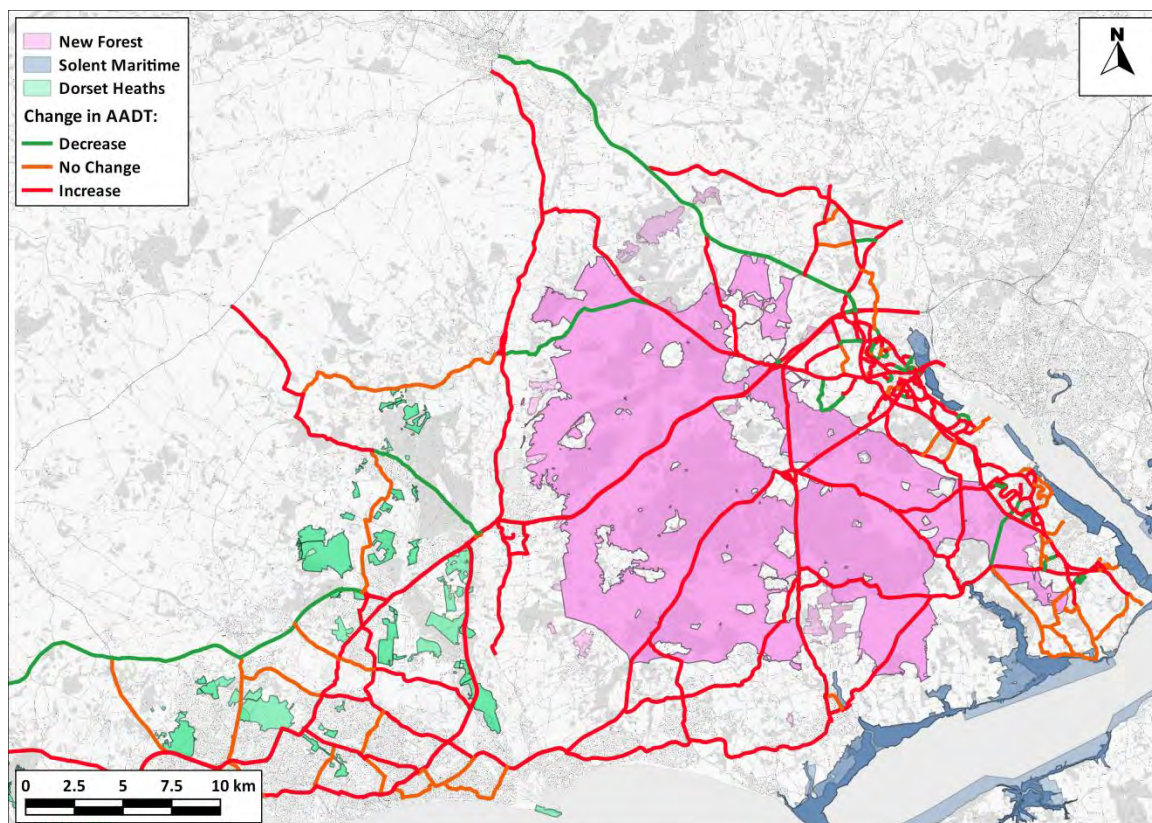 New Forest
Solent Maritime
Dorset Heaths
Change in AADT:
Decrease
No Change
Increase
N
0 2.5 5 7.5 10 km